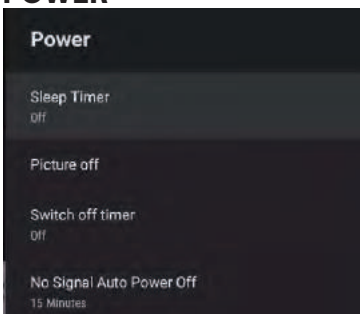 POWER
Power
Sleep Timer
Off
Picture off
Switch off timer
Off
No Signal Auto Power Off
15 Minutes